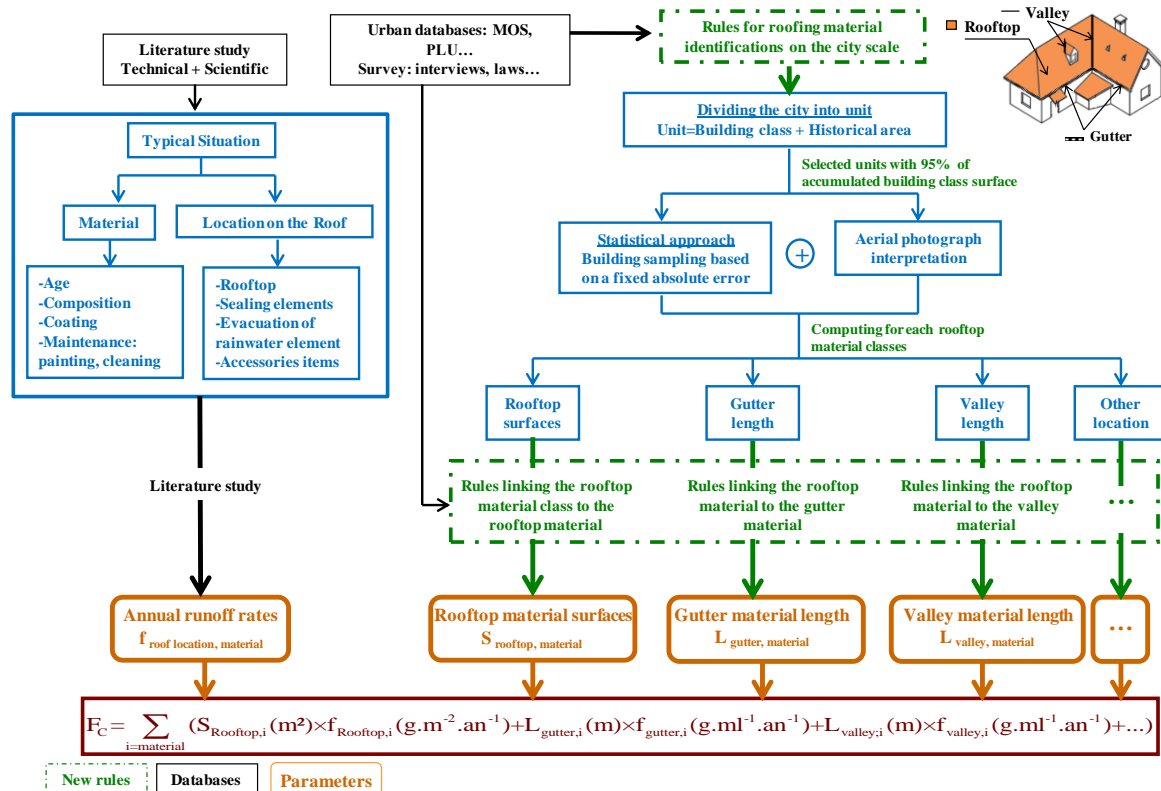 Literature study
Technical + Scientific
Urban databases: MOS,
PLU…
Survey: interviews, laws…
Rules for roofing material
identifications on the city scale
Valley
Rooftop
Gutter
Dividing the city into unit
Unit=Building class + Historical area
Selected units with 95% of
accumulated building class surface
Typical Situation
Material
Location on the Roof
-Age
-Composition
-Coating
-Maintenance:
painting, cleaning
-Rooftop
-Sealing elements
-Evacuation of
rainwater element
-Accessories items
Statistical approach
Building sampling based
on a fixed absolute error
+
Aerial photograph
interpretation
Computing for each rooftop
material classes
Rooftop
surfaces
Gutter
length
Valley
length
Other
location
Literature study
Rules linking the rooftop
material class to the
rooftop material
Rules linking the rooftop
material to the gutter
material
Rules linking the rooftop
material to the valley
material
…
Annual runoff rates
f roof location, material
Rooftop material surfaces
S rooftop, material
Gutter material length
L gutter, material
Valley material length
L valley, material
…
F_C = ∑ i=material (S_Rooftop,i (m²)×f_Rooftop,i (g.m⁻².an⁻¹)+L_gutter,i (m)×f_gutter,i (g.ml⁻¹.an⁻¹)+L_valley;i (m)×f_valley,i (g.ml⁻¹.an⁻¹)+...)
New rules
Databases
Parameters